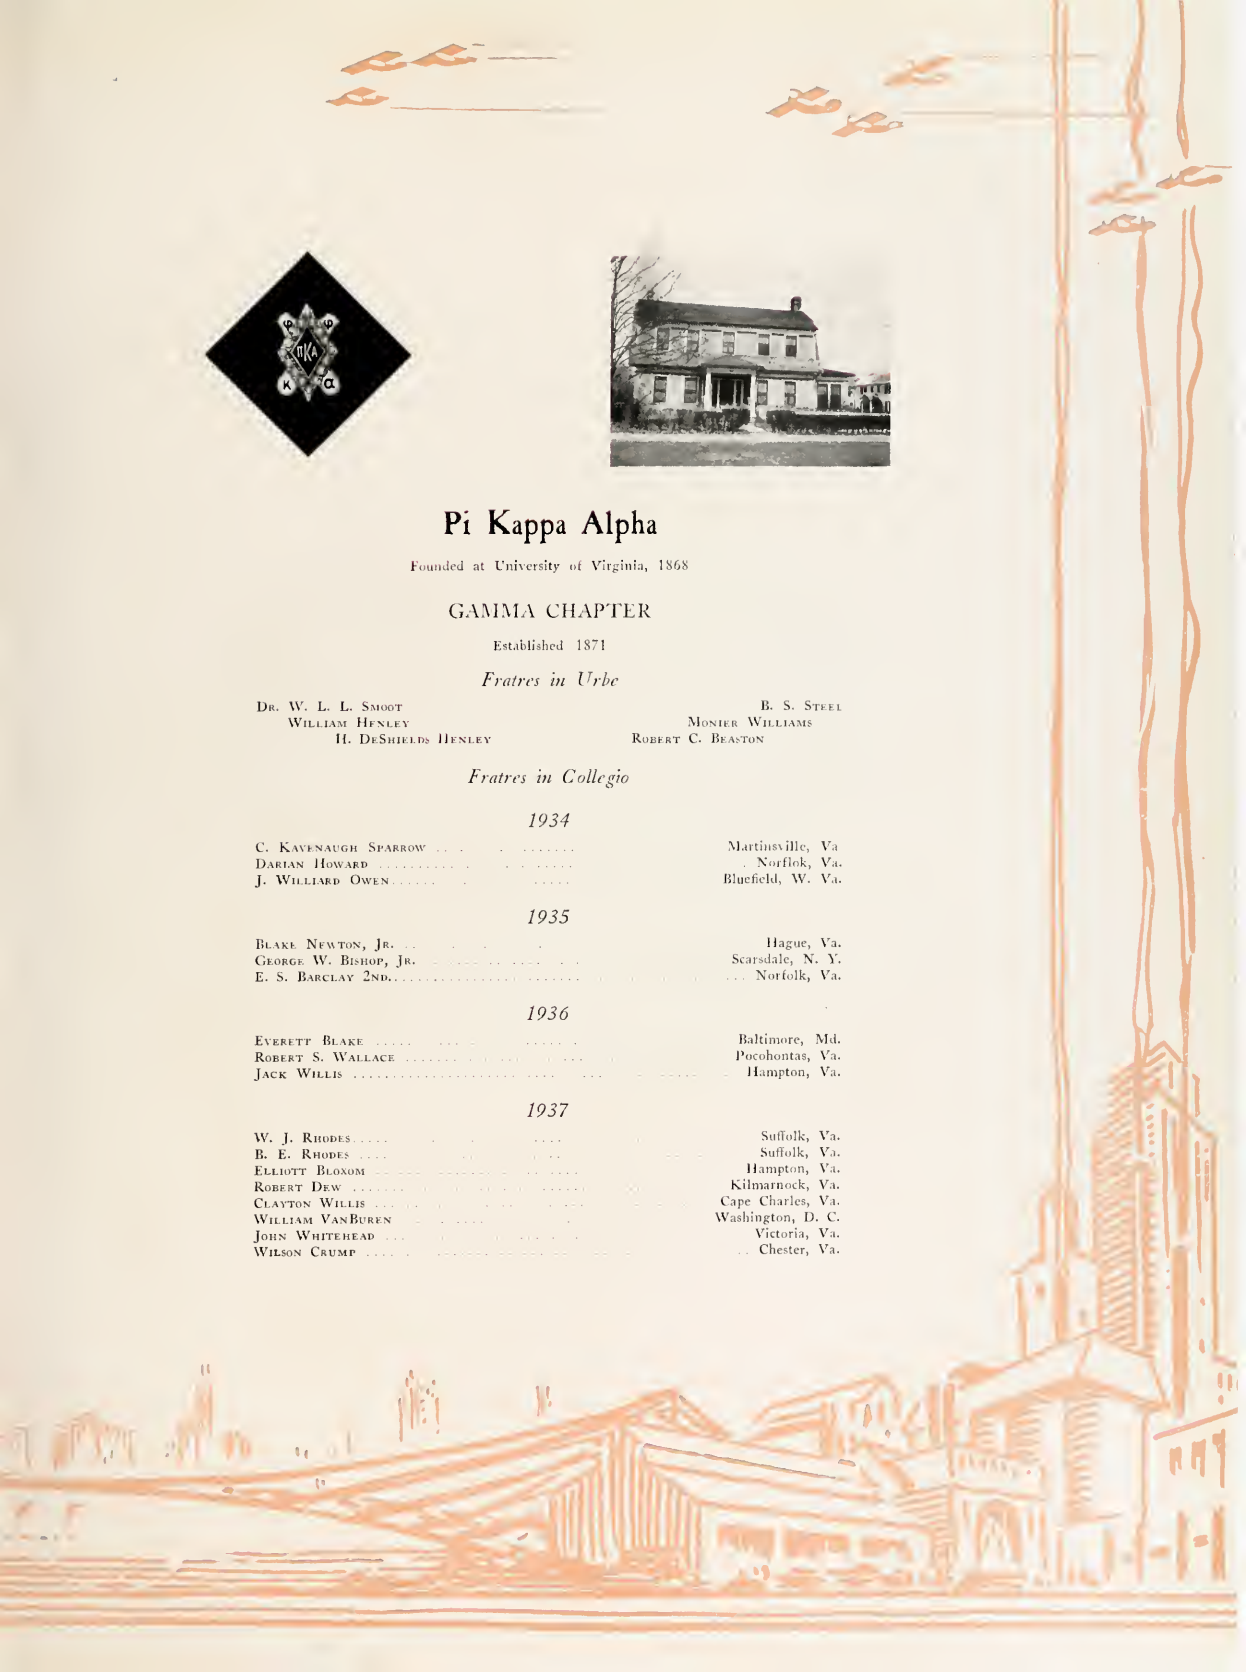 φ φ
ΠΚΑ
κ α
Pi Kappa Alpha
Founded at University of Virginia, 1868
GAMMA CHAPTER
Established 1871
Fratres in Urbe
Dr. W. L. L. Smoot B. S. Steel
William Henley Monier Williams
H. DeShields Henley Robert C. Beaston
Fratres in Collegio
1934
C. Kavenaugh Sparrow Martinsville, Va
Darian Howard Norflok, Va.
J. Williard Owen Bluefield, W. Va.
1935
Blake Newton, Jr. Hague, Va.
George W. Bishop, Jr. Scarsdale, N. Y.
E. S. Barclay 2nd. Norfolk, Va.
1936
Everett Blake Baltimore, Md.
Robert S. Wallace Pocohontas, Va.
Jack Willis Hampton, Va.
1937
W. J. Rhodes Suffolk, Va.
B. E. Rhodes Suffolk, Va.
Elliott Bloxom Hampton, Va.
Robert Dew Kilmarnock, Va.
Clayton Willis Cape Charles, Va.
William VanBuren Washington, D. C.
John Whitehead Victoria, Va.
Wilson Crump Chester, Va.